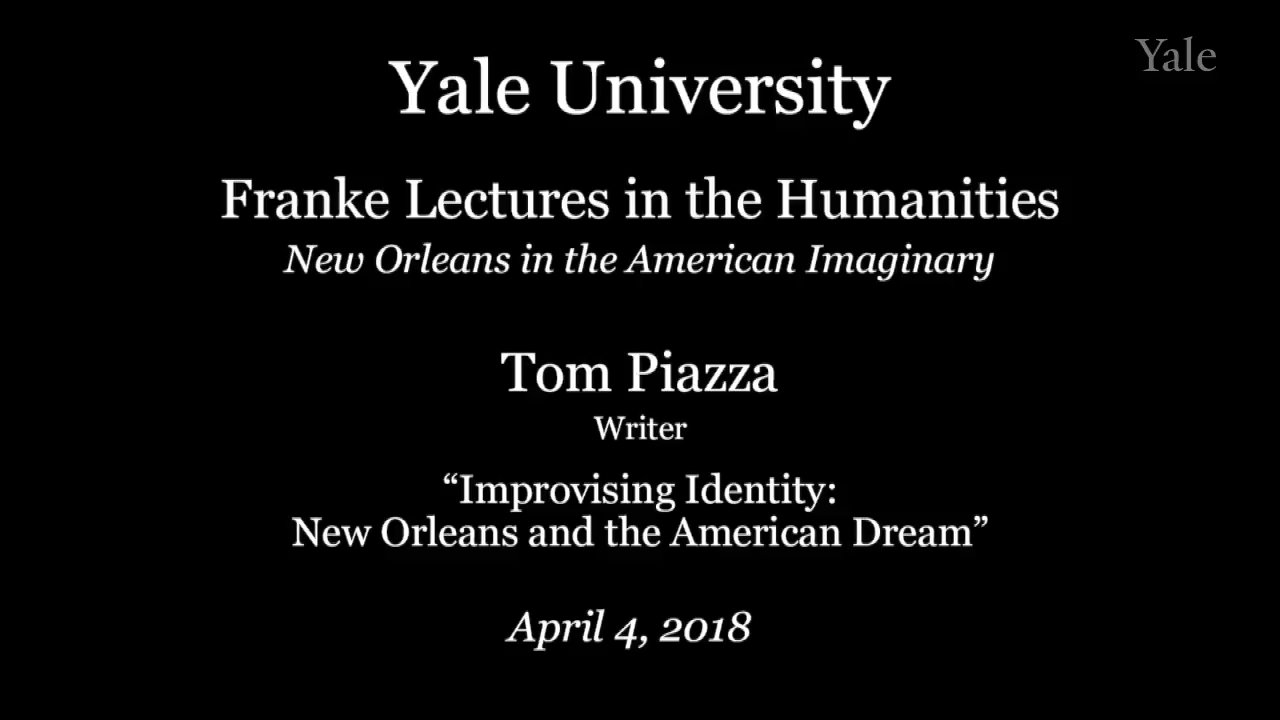 Yale
Yale University
Franke Lectures in the Humanities
New Orleans in the American Imaginary
Tom Piazza
Writer
“Improvising Identity:
New Orleans and the American Dream”
April 4, 2018